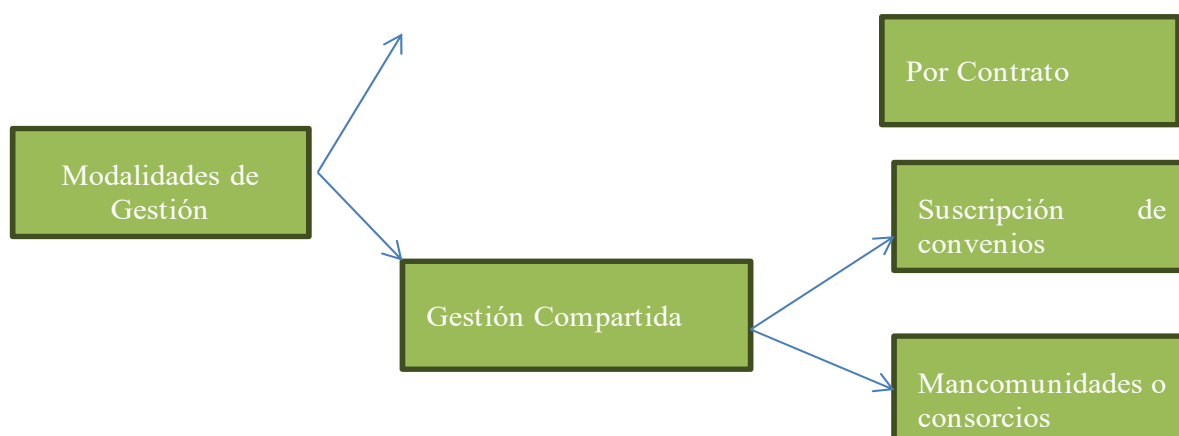 Por Contrato
Modalidades de
Gestión
Suscripción de
convenios
Gestión Compartida
Mancomunidades o
consorcios